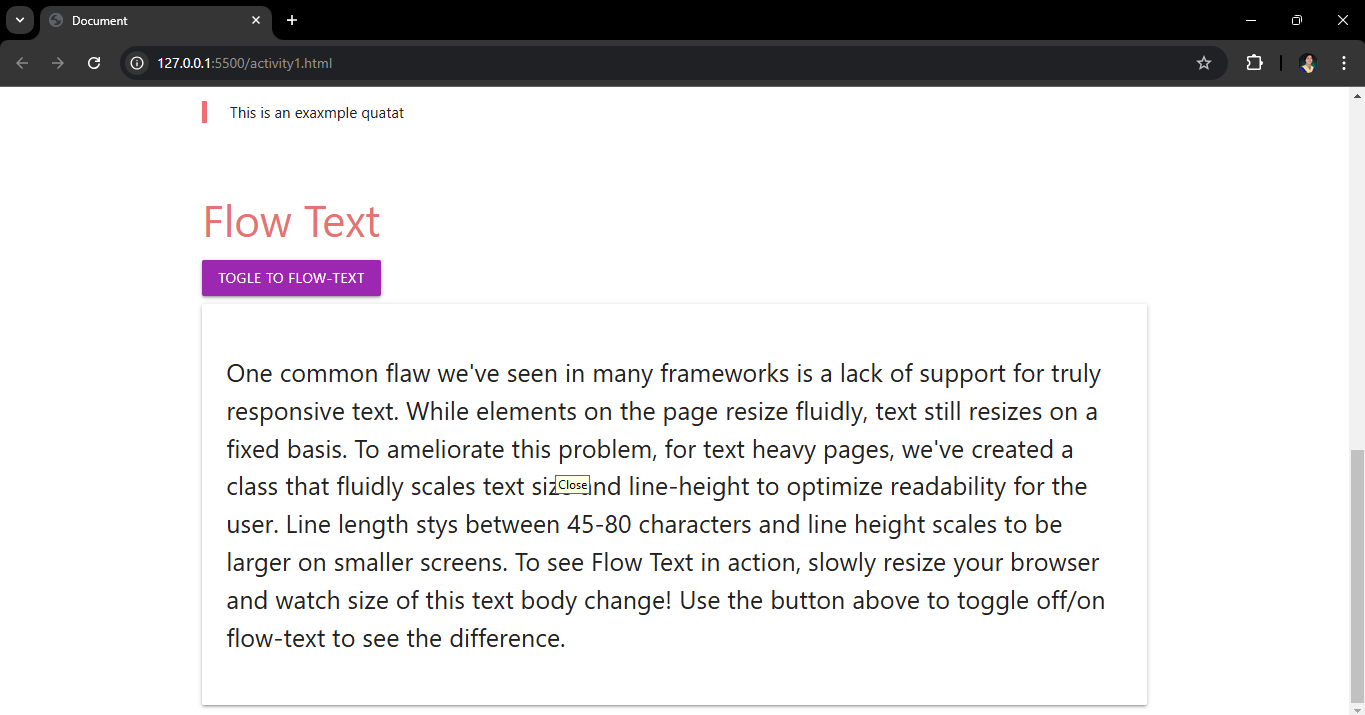 Document
127.0.0.1:5500/activity1.html
This is an exaxmple quatat
Flow Text
TOGLE TO FLOW-TEXT
One common flaw we've seen in many frameworks is a lack of support for truly
responsive text. While elements on the page resize fluidly, text still resizes on a
fixed basis. To ameliorate this problem, for text heavy pages, we've created a
class that fluidly scales text size and line-height to optimize readability for the
Close
user. Line length stys between 45-80 characters and line height scales to be
larger on smaller screens. To see Flow Text in action, slowly resize your browser
and watch size of this text body change! Use the button above to toggle off/on
flow-text to see the difference.